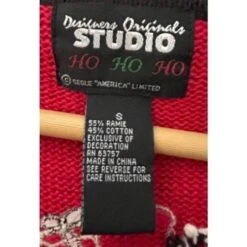 Designers Originals
STUDIO
HO HO HO
© SEGUE "AMERICA" LIMITED
S
55% RAMIE
45% COTTON
EXCLUSIVE OF
DECORATION
RN 63757
MADE IN CHINA
SEE REVERSE FOR
CARE INSTRUCTIONS